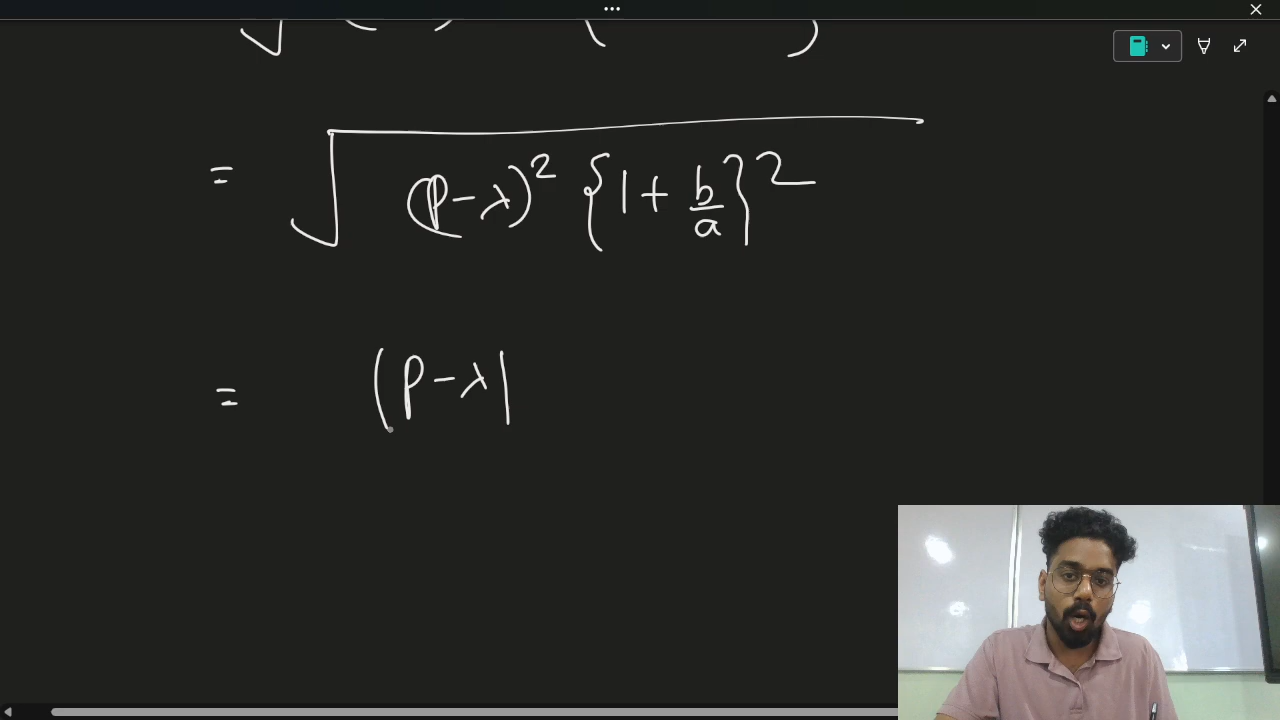 = √((P-λ)² {1 + b/a}²)
= |P-λ|